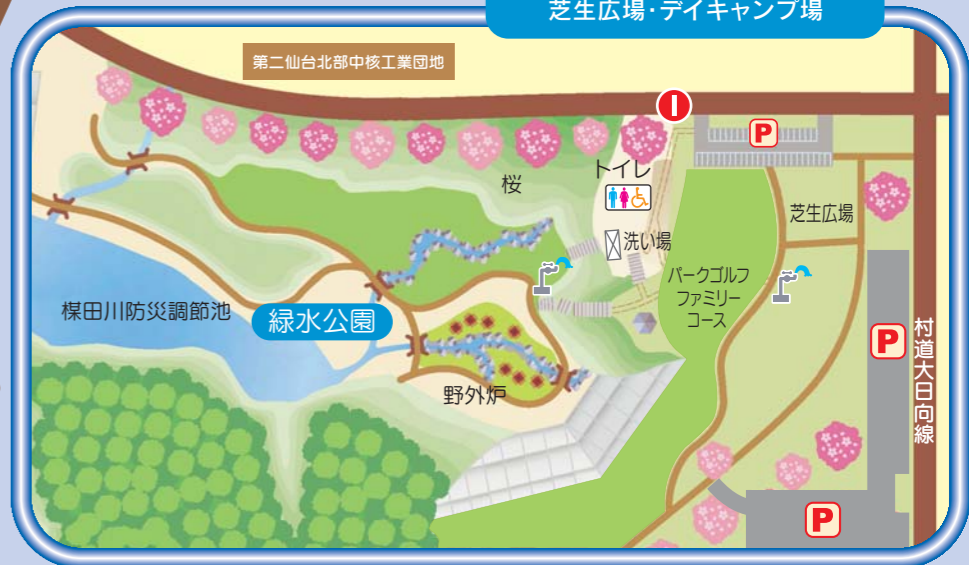 芝生広場・デイキャンプ場
第二仙台北部中核工業団地
P
トイレ
桜
洗い場
芝生広場
パークゴルフ
ファミリー
コース
楳田川防災調節池
緑水公園
P
村道大日向線
野外炉
P